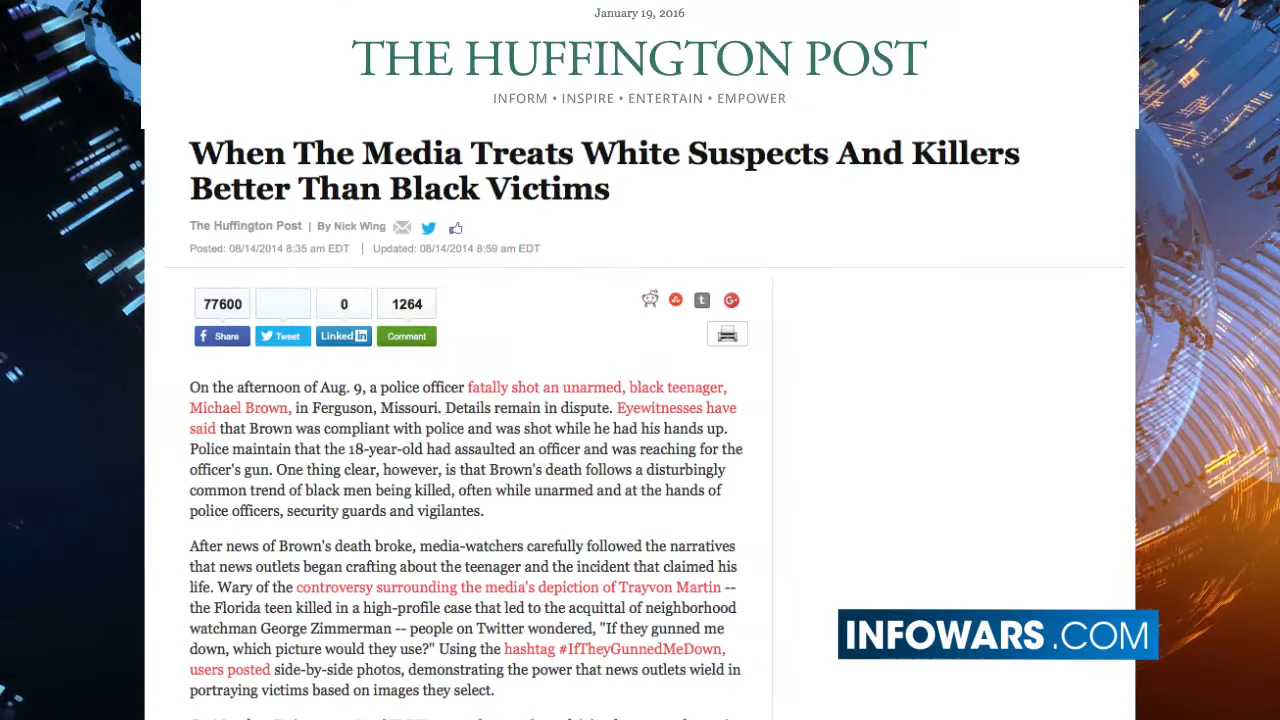 January 19, 2016
THE HUFFINGTON POST
INFORM • INSPIRE • ENTERTAIN • EMPOWER
When The Media Treats White Suspects And Killers
Better Than Black Victims
The Huffington Post | By Nick Wing
Posted: 08/14/2014 8:35 am EDT | Updated: 08/14/2014 8:59 am EDT
77600 0 1264
Share Tweet Linked in Comment
On the afternoon of Aug. 9, a police officer fatally shot an unarmed, black teenager,
Michael Brown, in Ferguson, Missouri. Details remain in dispute. Eyewitnesses have
said that Brown was compliant with police and was shot while he had his hands up.
Police maintain that the 18-year-old had assaulted an officer and was reaching for the
officer's gun. One thing clear, however, is that Brown's death follows a disturbingly
common trend of black men being killed, often while unarmed and at the hands of
police officers, security guards and vigilantes.
After news of Brown's death broke, media-watchers carefully followed the narratives
that news outlets began crafting about the teenager and the incident that claimed his
life. Wary of the controversy surrounding the media's depiction of Trayvon Martin --
the Florida teen killed in a high-profile case that led to the acquittal of neighborhood
watchman George Zimmerman -- people on Twitter wondered, "If they gunned me
down, which picture would they use?" Using the hashtag #IfTheyGunnedMeDown,
users posted side-by-side photos, demonstrating the power that news outlets wield in
portraying victims based on images they select.
INFOWARS.COM